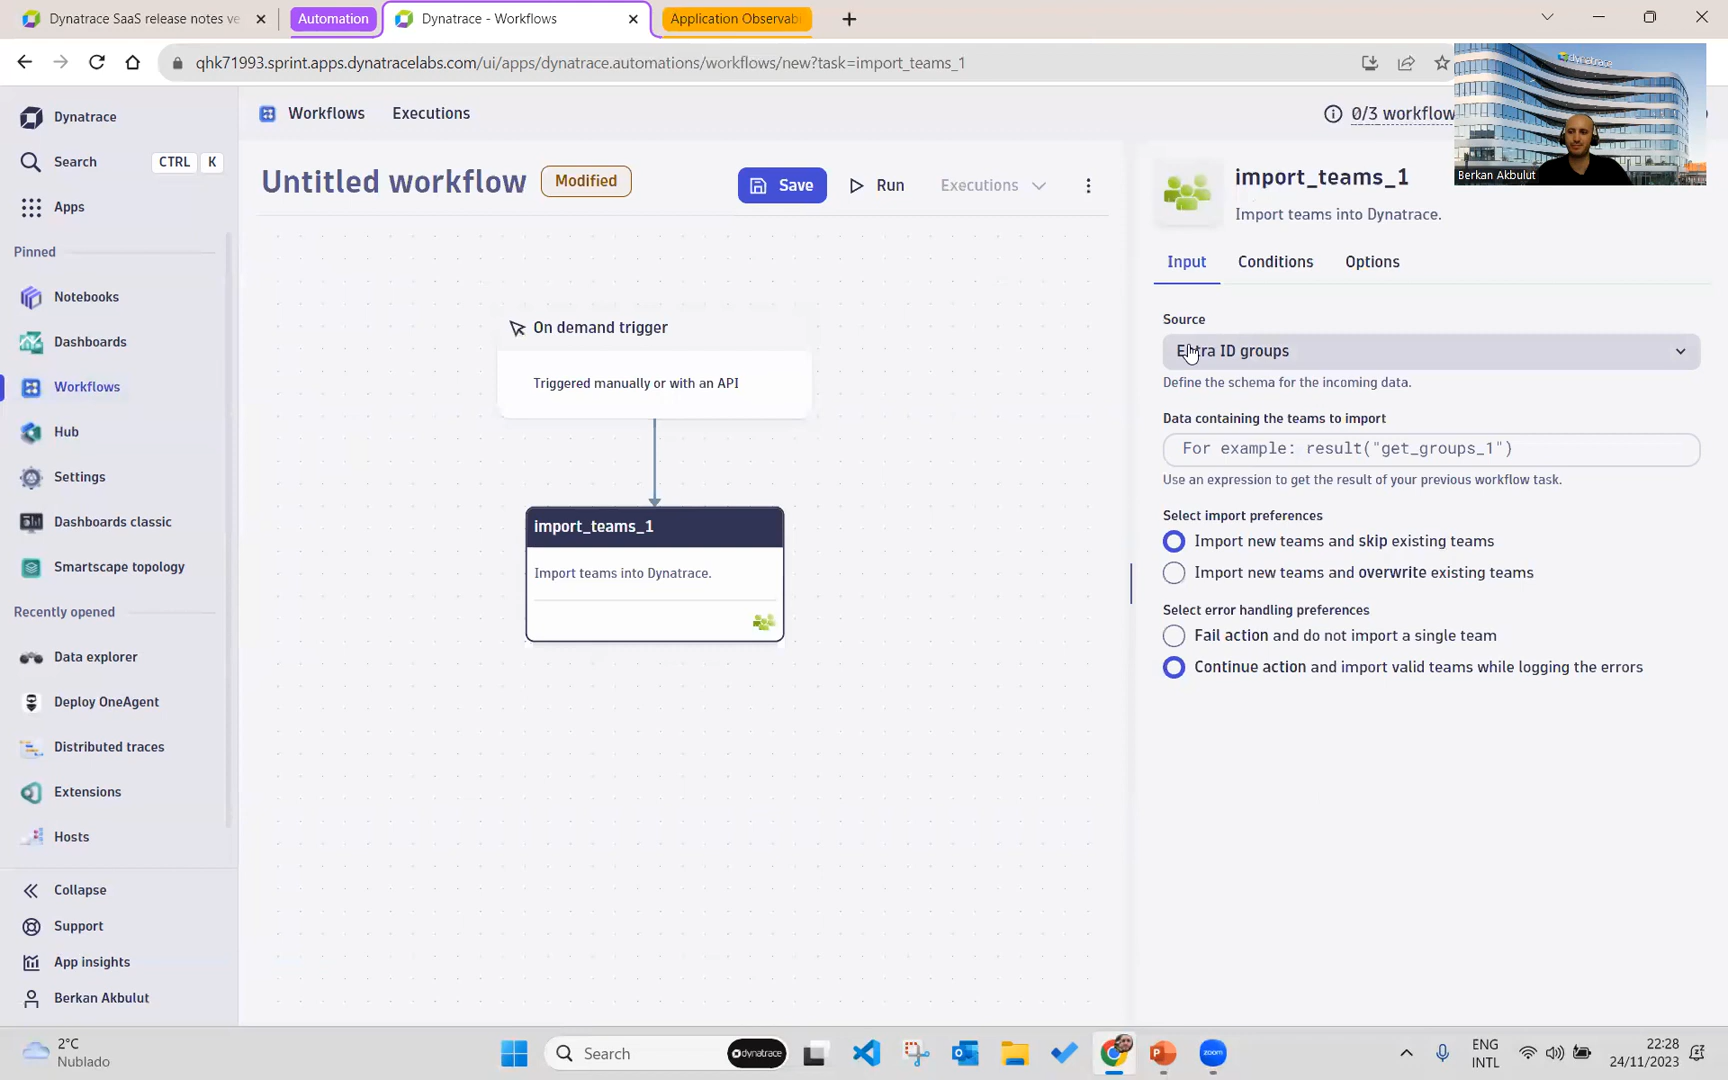 Dynatrace SaaS release notes ve
Automation
Dynatrace - Workflows
Application Observab
qhk71993.sprint.apps.dynatracelabs.com/ui/apps/dynatrace.automations/workflows/new?task=import_teams_1
dynatrace
Berkan Akbulut
Dynatrace
Search
CTRL
K
Apps
Pinned
Notebooks
Dashboards
Workflows
Hub
Settings
Dashboards classic
Smartscape topology
Recently opened
Data explorer
Deploy OneAgent
Distributed traces
Extensions
Hosts
Collapse
Support
App insights
Berkan Akbulut
Workflows
Executions
0/3 workflow
Untitled workflow
Modified
Save
Run
Executions
On demand trigger
Triggered manually or with an API
import_teams_1
Import teams into Dynatrace.
import_teams_1
Import teams into Dynatrace.
Input
Conditions
Options
Source
Entra ID groups
Define the schema for the incoming data.
Data containing the teams to import
For example: result("get_groups_1")
Use an expression to get the result of your previous workflow task.
Select import preferences
Import new teams and skip existing teams
Import new teams and overwrite existing teams
Select error handling preferences
Fail action and do not import a single team
Continue action and import valid teams while logging the errors
2°C
Nublado
Search
dynatrace
zoom
ENG
INTL
22:28
24/11/2023